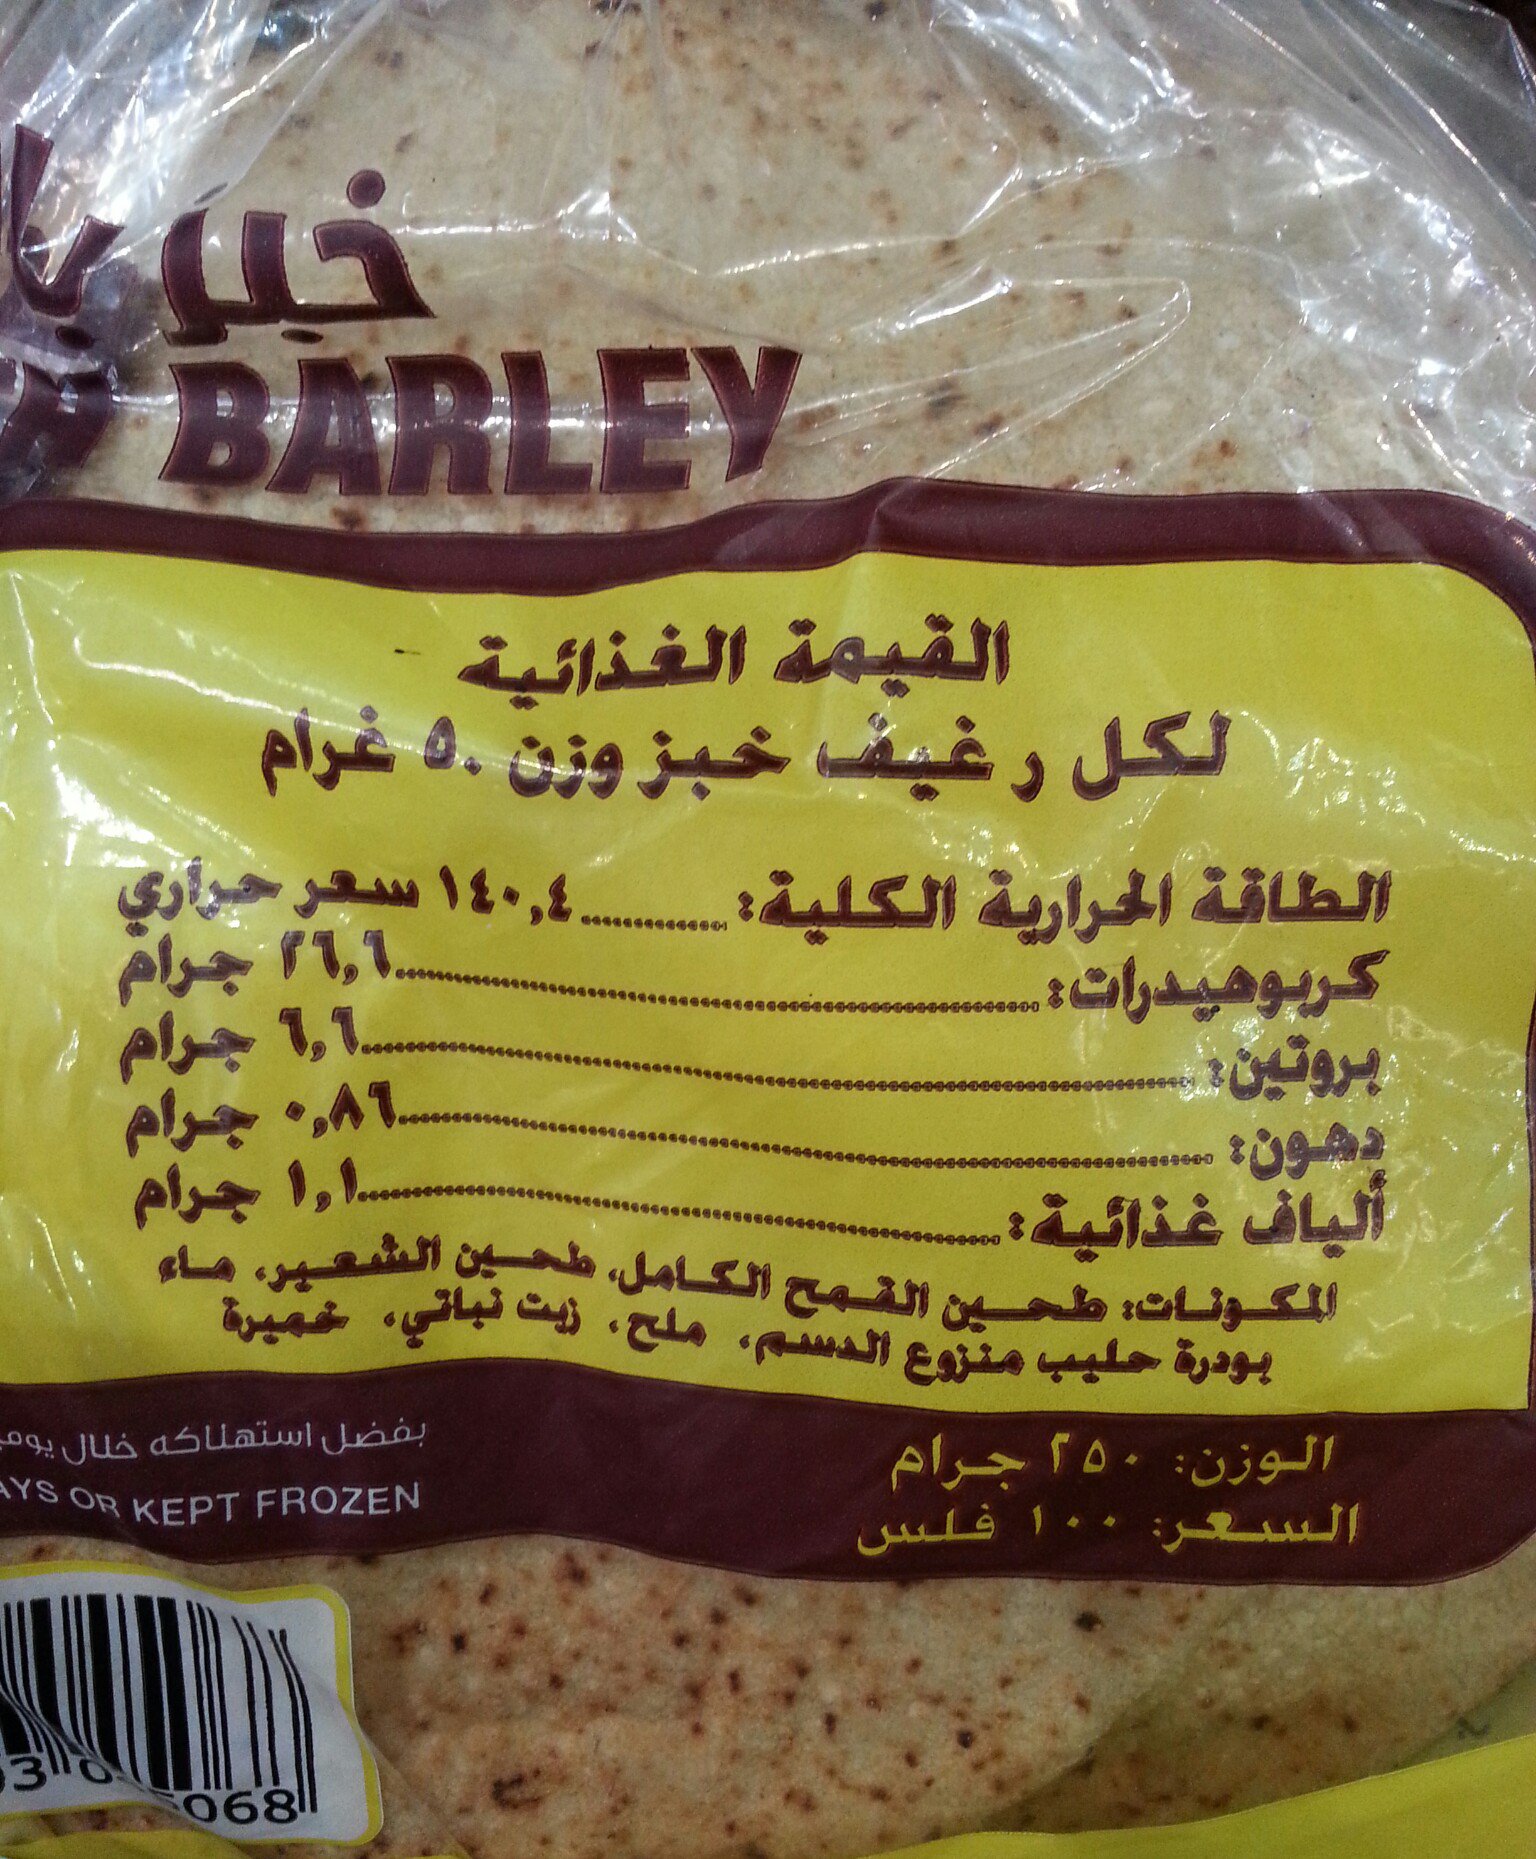 خبز
BARLEY
القيمة الغذائية
لكل رغيف خبز وزن ٥٠ غرام
الطاقة الحرارية الكلية: ............ ١٤٠,٤ سعر حراري
كربوهيدرات: ............ ٢٦,٦ جرام
بروتين: ............ ٦,٦ جرام
دهون: ............ ٠,٨٦ جرام
ألياف غذائية: ............ ١,١ جرام
المكونات: طحين القمح الكامل، طحين الشعير، ماء
بودرة حليب منزوع الدسم، ملح، زيت نباتي، خميرة
الوزن: ٢٥٠ جرام
السعر: ١٠٠ فلس
يفضل استهلاكه خلال
OR KEPT FROZEN
068